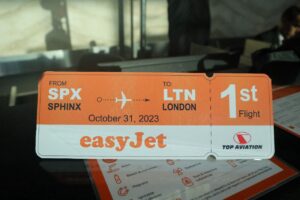 FROM
SPX
SPHINX
TO:
LTN
LONDON
October 31, 2023
easyJet
1st
Flight
TOP AVIATION